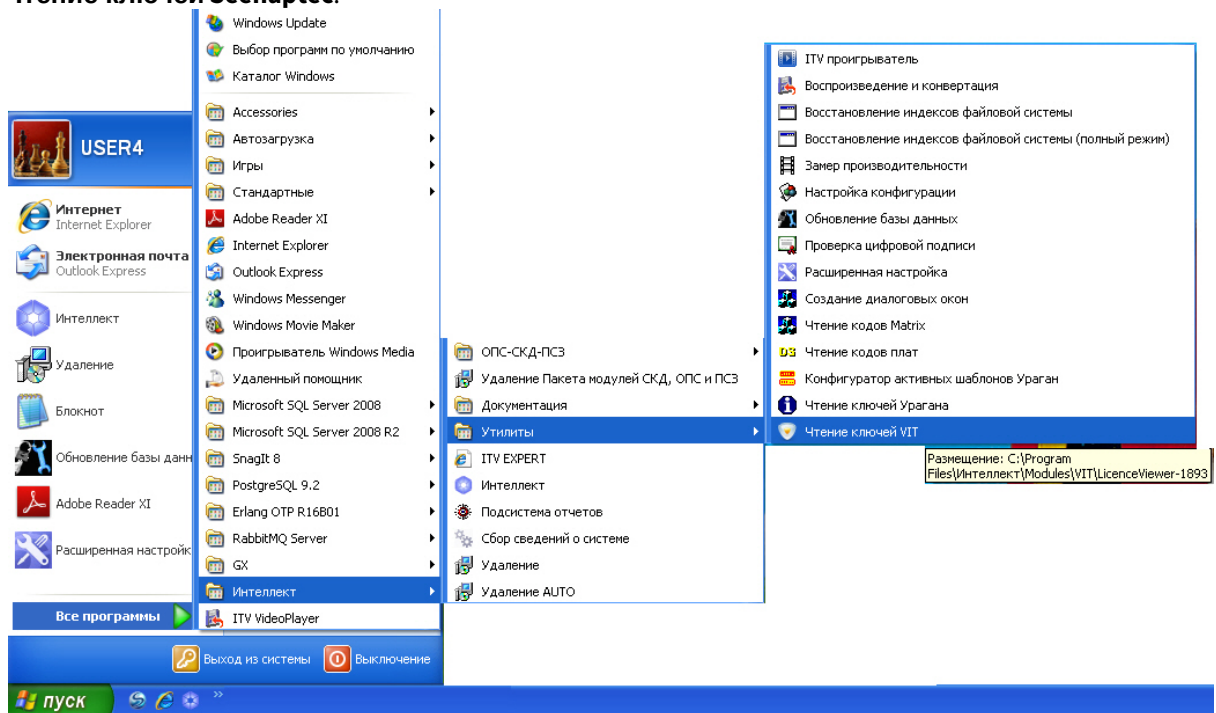 Чтение ключей Seenaptec.
Windows Update
Выбор программ по умолчанию
Каталог Windows
Accessories
Автозагрузка
Игры
Стандартные
Adobe Reader XI
Internet Explorer
Outlook Express
Windows Messenger
Windows Movie Maker
Проигрыватель Windows Media
Удаленный помощник
Microsoft SQL Server 2008
Microsoft SQL Server 2008 R2
SnagIt 8
PostgreSQL 9.2
Erlang OTP R16B01
RabbitMQ Server
GX
Интеллект
ITV VideoPlayer
USER4
Интернет
Internet Explorer
Электронная почта
Outlook Express
Интеллект
Удаление
Блокнот
Обновление базы данн
Adobe Reader XI
Расширенная настройк
Все программы
Выход из системы
Выключение
пуск
ОПС-СКД-ПСЗ
Удаление Пакета модулей СКД, ОПС и ПСЗ
Документация
Утилиты
ITV EXPERT
Интеллект
Подсистема отчетов
Сбор сведений о системе
Удаление
Удаление AUTO
ITV проигрыватель
Воспроизведение и конвертация
Восстановление индексов файловой системы
Восстановление индексов файловой системы (полный режим)
Замер производительности
Настройка конфигурации
Обновление базы данных
Проверка цифровой подписи
Расширенная настройка
Создание диалоговых окон
Чтение кодов Matrix
Чтение кодов плат
Конфигуратор активных шаблонов Ураган
Чтение ключей Урагана
Чтение ключей VIT
Размещение: C:\Program
Files\Интеллект\Modules\VIT\LicenceViewer-1893